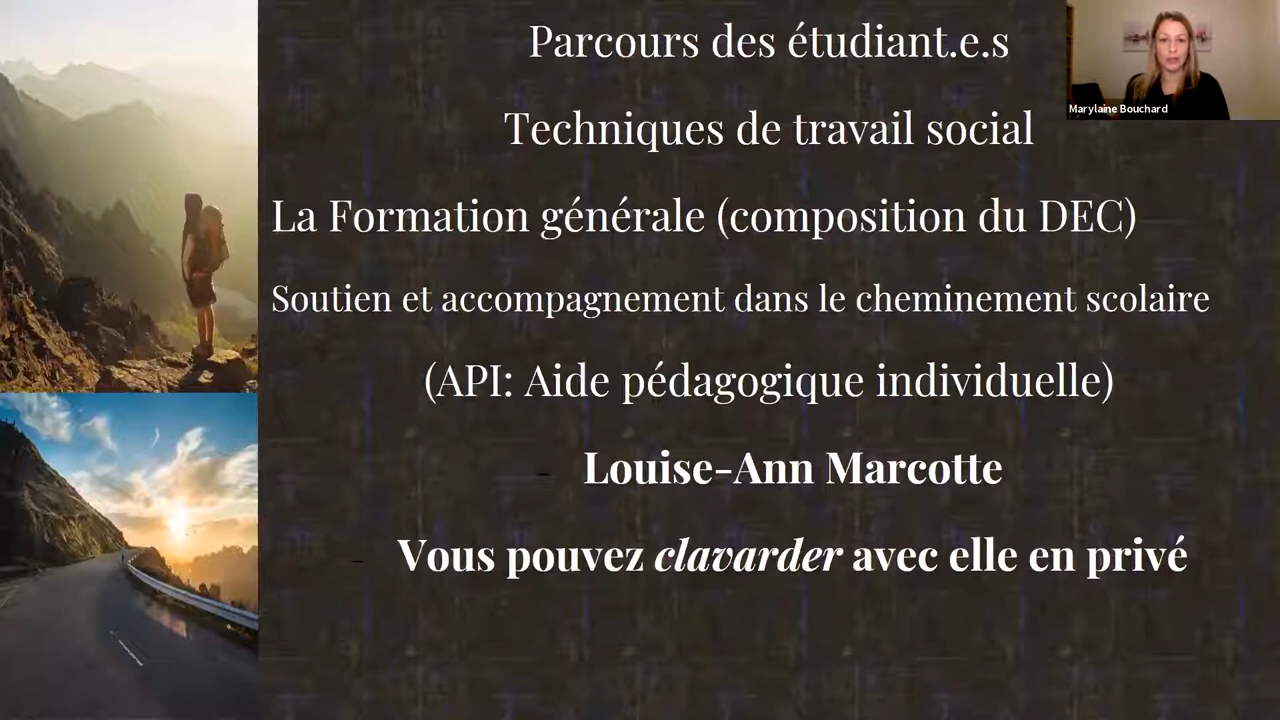 Parcours des étudiant.e.s
Marylaine Bouchard
Techniques de travail social
La Formation générale (composition du DEC)
Soutien et accompagnement dans le cheminement scolaire
(API: Aide pédagogique individuelle)
- Louise-Ann Marcotte
- Vous pouvez clavarder avec elle en privé